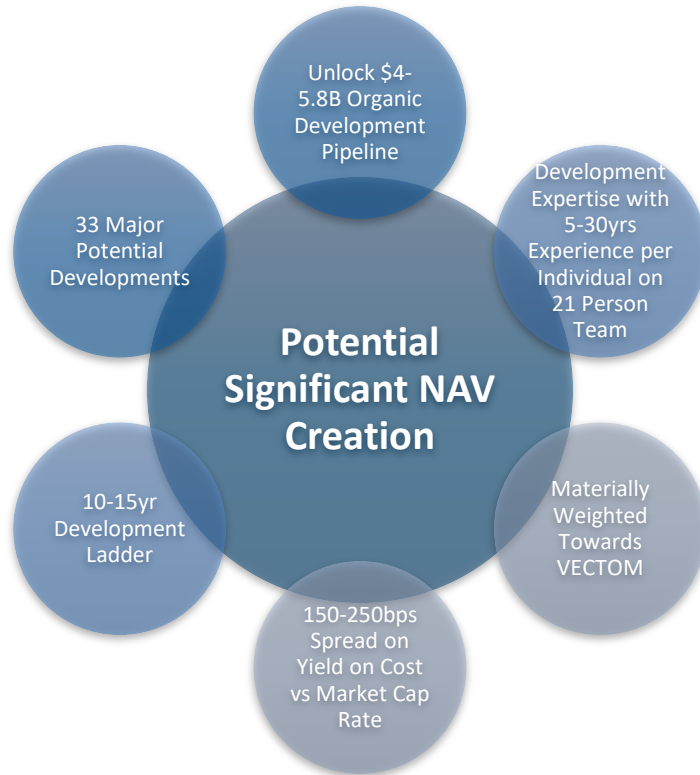 Unlock $4-
5.8B Organic
Development
Pipeline
Development
Expertise with
5-30yrs
Experience per
Individual on
21 Person
Team
Materially
Weighted
Towards
VECTOM
150-250bps
Spread on
Yield on Cost
vs Market Cap
Rate
10-15yr
Development
Ladder
33 Major
Potential
Developments
Potential
Significant NAV
Creation